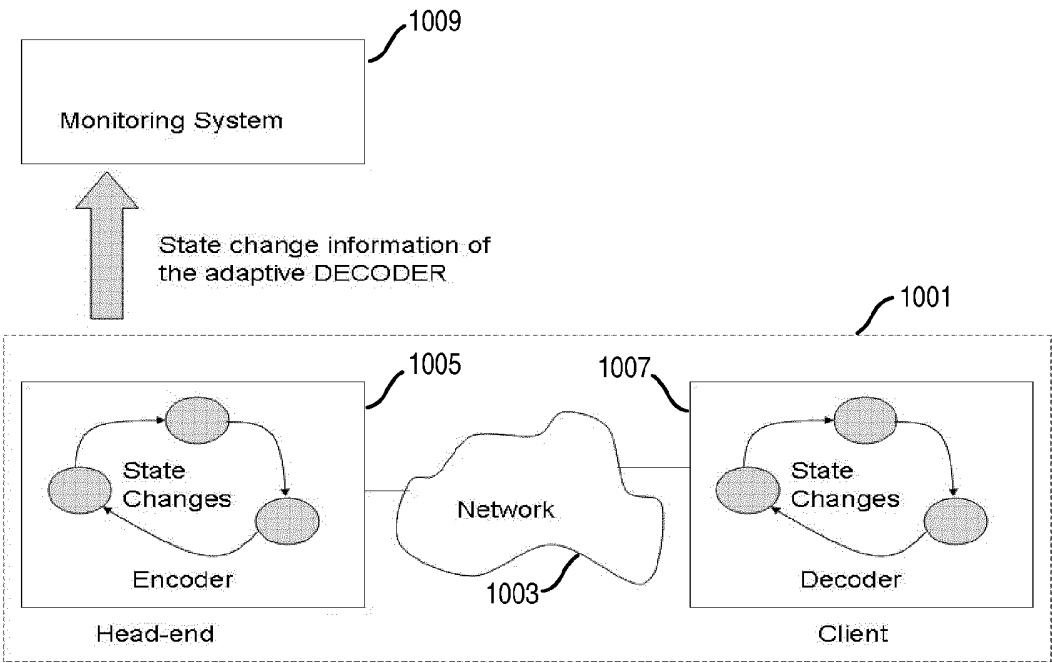 1009
Monitoring System
State change information of
the adaptive DECODER
1001
1005
1007
State
Changes
Encoder
Network
1003
State
Changes
Decoder
Head-end
Client